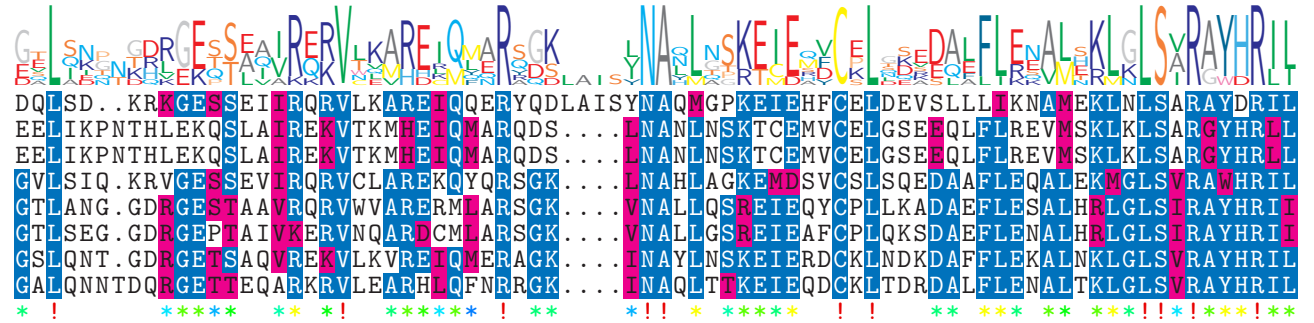 DQLSD..KRKGESSEIIRQRVLKAREIQQERYQDLAISYNAQMGPKEIEHFCELDEVSLLLIKNAMEKLNLSARAYDRIL
EELIKPNTHLEKQSLAIREKVTKMHEIQMARQDS....LNANLNSKTCEMVCELGSEEQLFLREVMSKLKLSARGYHRLL
EELIKPNTHLEKQSLAIREKVTKMHEIQMARQDS....LNANLNSKTCEMVCELGSEEQLFLREVMSKLKLSARGYHRLL
GVLSIQ.KRVGESSEVIRQRVCLAREKQYQRSGK....LNAHLAGKEMDSVCSLSQEDAAFLEQALEKMGLSVRAWHRIL
GTLANG.GDRGESTAAVRQRVWVARERMLARSGK....VNALLQSREIEQYCPLLKADAEFLESALHRLGLSIRAYHRII
GTLSEG.GDRGEPTAIVKERVNQARDCMLARSGK....VNALLGSREIEAFCPLQKSDAEFLENALHRLGLSIRAYHRII
GSLQNT.GDRGETSAQVREKVLKVREIQMERAGK....INAYLNSKEIERDCKLNDKDAFFLEKALNKLGLSVRAYHRIL
GALQNNTDQRGETTEQARKRVLEARHLQFNRRGK....INAQLTTKEIEDQCKLTDRDALFLENALTKLGLSVRAYHRIL